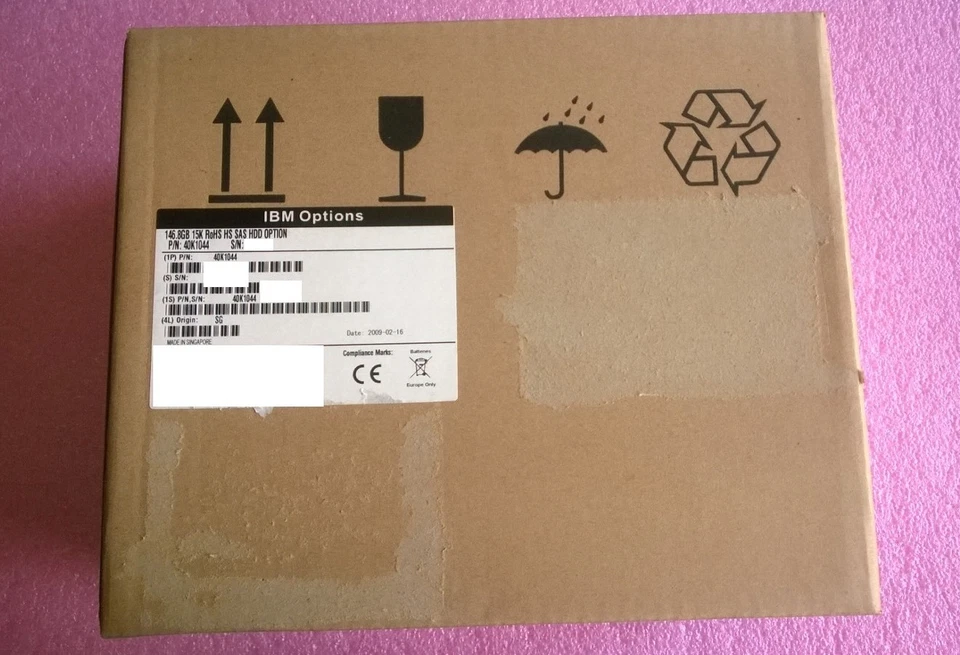 IBM Options
146.8GB 15K RoHS HS SAS HDD OPTION
P/N: 40K1044 S/N:
(1P) P/N: 40K1044
(S) S/N:
(1S) P/N,S/N: 40K1044
(4L) Origin: SG
MADE IN SINGAPORE
Date: 2009-02-16
Compliance Marks:
CE
Batteries
Europe Only